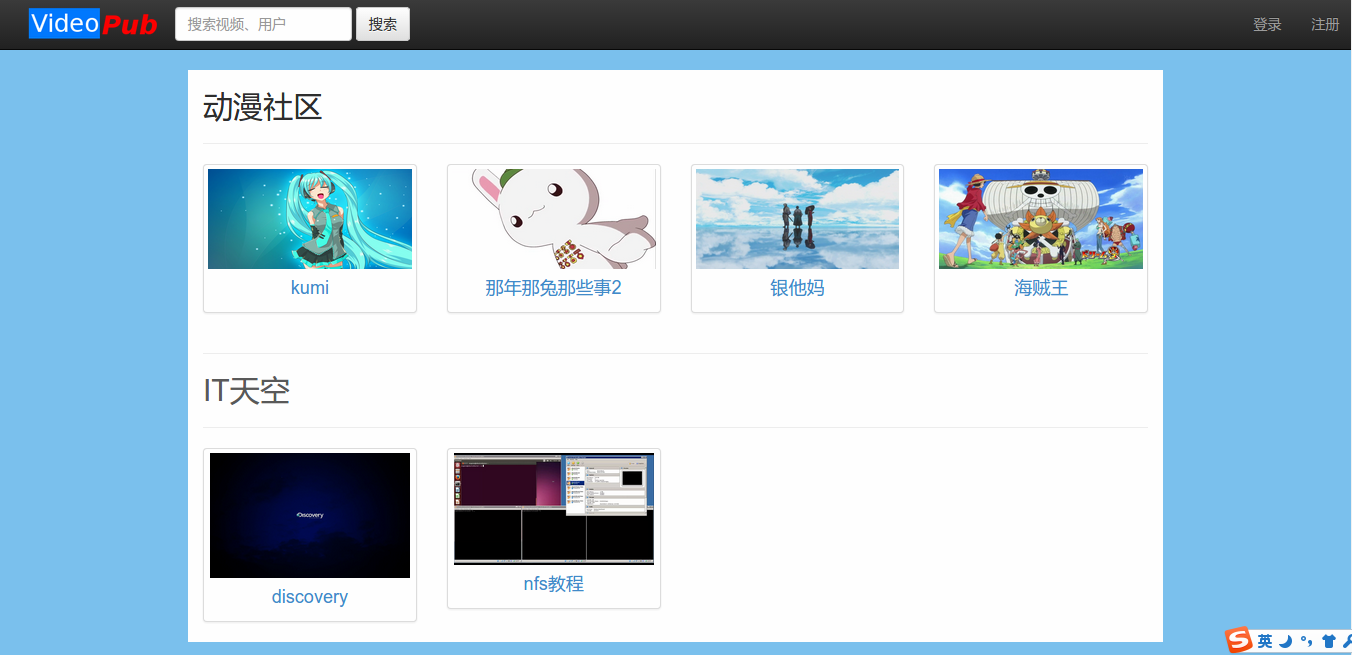 VideoPub 搜索视频、用户 搜索 登录 注册
动漫社区
kumi 那年那兔那些事2 银他妈 海贼王
IT天空
Discovery
discovery nfs教程
英